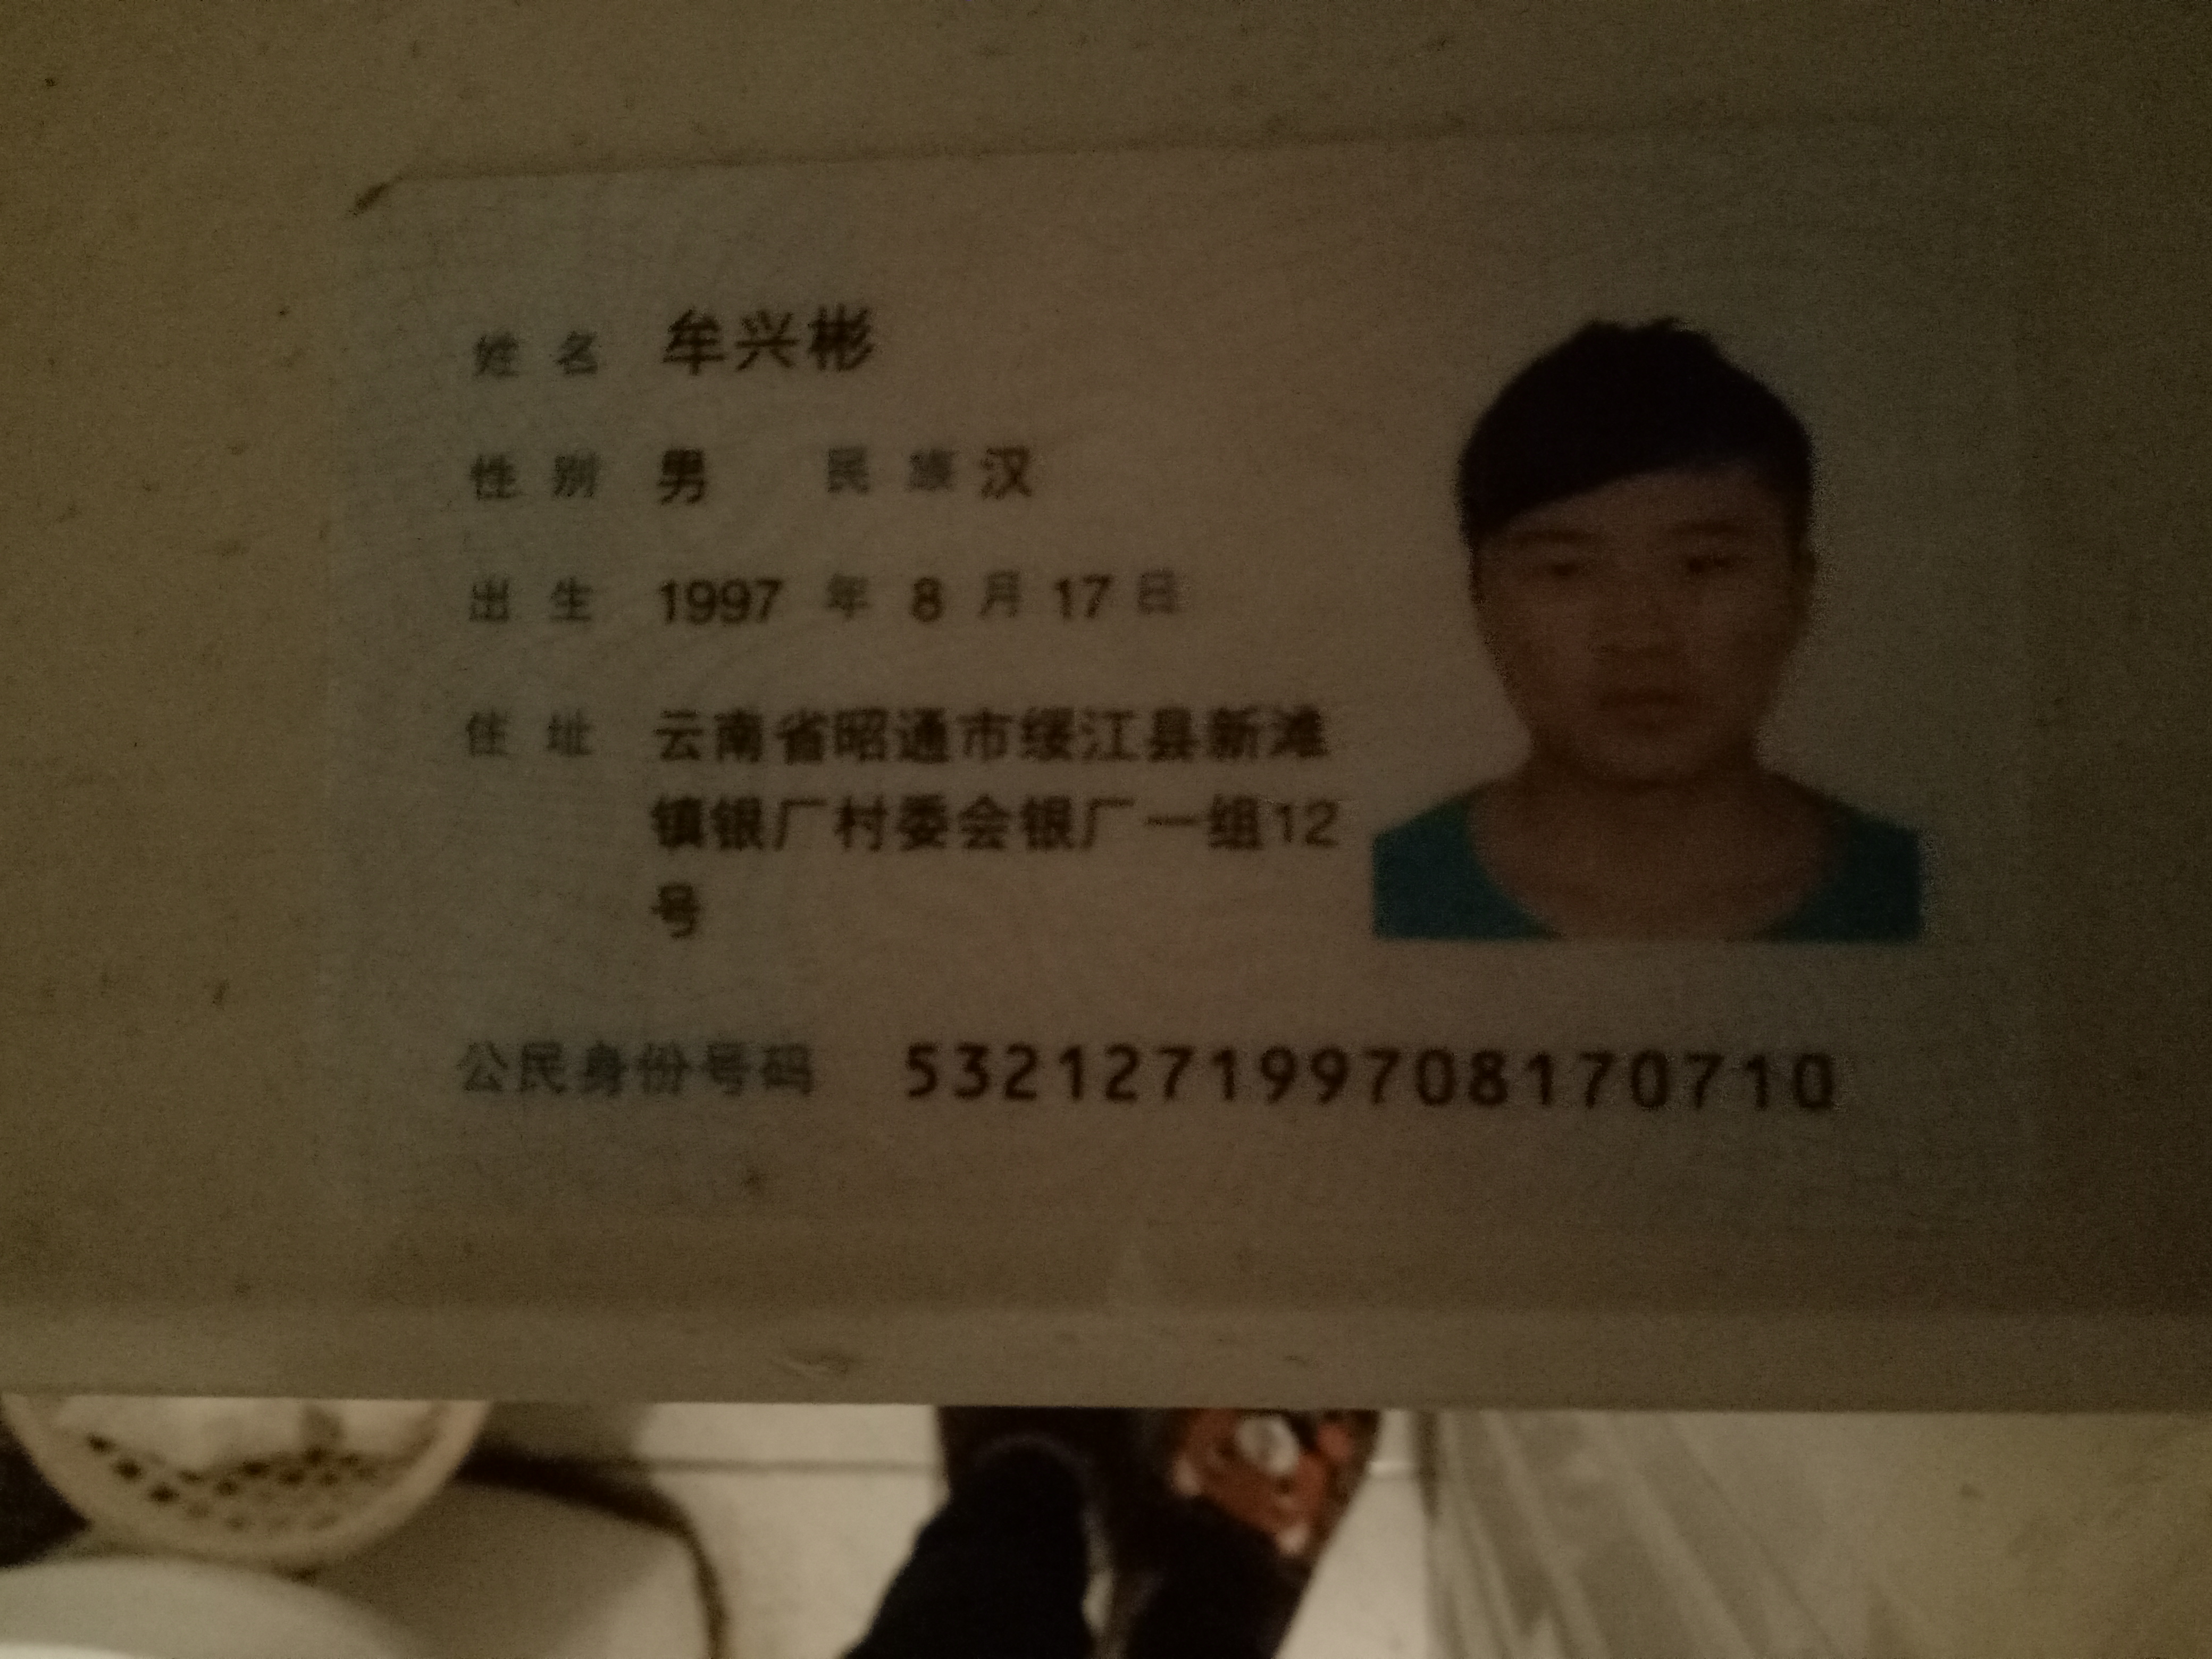 姓名 牟兴彬
性别 男 民族 汉
出生 1997 年 8 月 17 日
住址 云南省昭通市绥江县新滩
镇银厂村委会银厂一组12
号
公民身份号码 532127199708170710